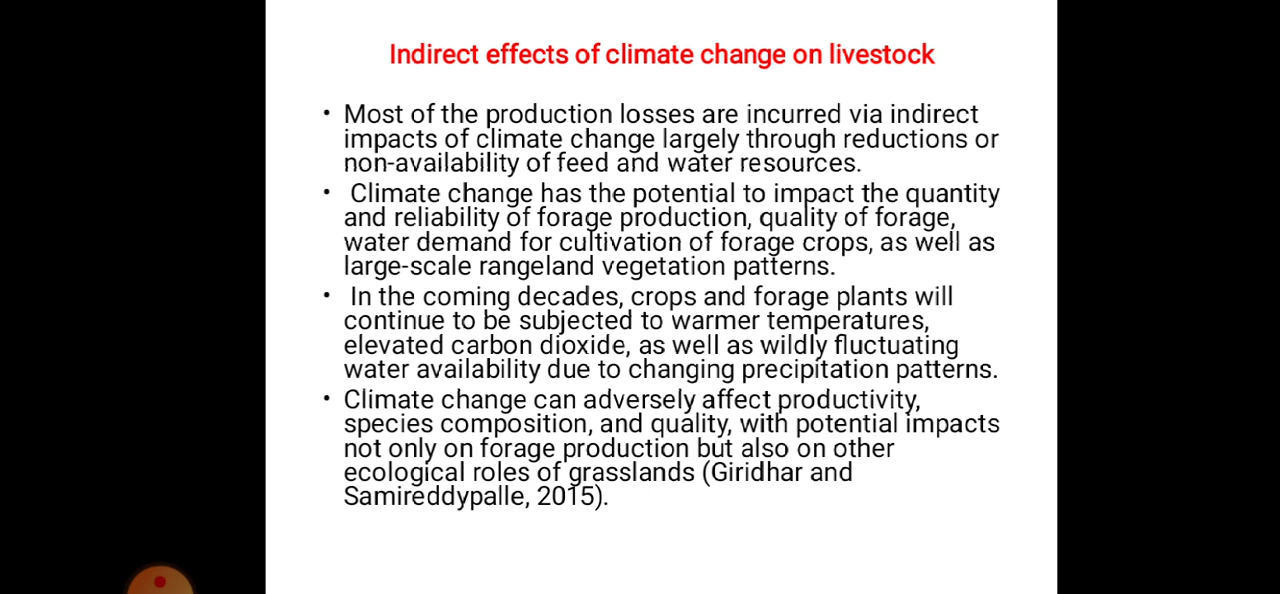 Indirect effects of climate change on livestock
• Most of the production losses are incurred via indirect
impacts of climate change largely through reductions or
non-availability of feed and water resources.
• Climate change has the potential to impact the quantity
and reliability of forage production, quality of forage,
water demand for cultivation of forage crops, as well as
large-scale rangeland vegetation patterns.
• In the coming decades, crops and forage plants will
continue to be subjected to warmer temperatures,
elevated carbon dioxide, as well as wildly fluctuating
water availability due to changing precipitation patterns.
• Climate change can adversely affect productivity,
species composition, and quality, with potential impacts
not only on forage production but also on other
ecological roles of grasslands (Giridhar and
Samireddypalle, 2015).